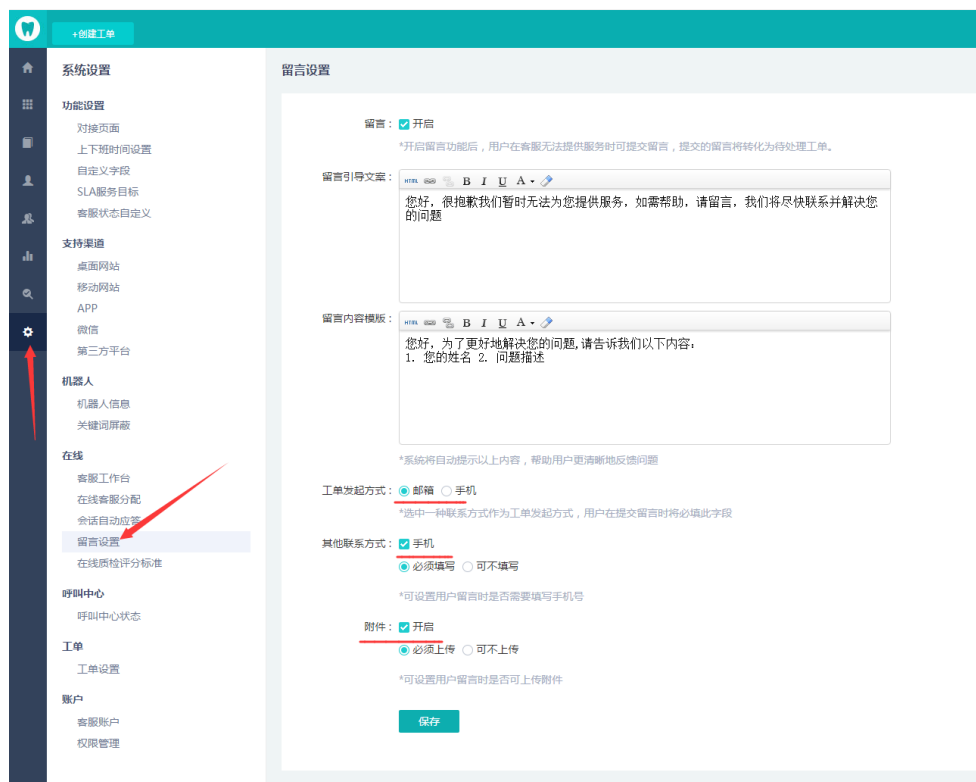 +创建工单
系统设置
功能设置
对接页面
上下班时间设置
自定义字段
SLA服务目标
客服状态自定义
支持渠道
桌面网站
移动网站
APP
微信
第三方平台
机器人
机器人信息
关键词屏蔽
在线
客服工作台
在线客服分配
会话自动应答
留言设置
在线质检评分标准
呼叫中心
呼叫中心状态
工单
工单设置
账户
客服账户
权限管理
留言设置
留言： 开启
*开启留言功能后，用户在客服无法提供服务时可提交留言，提交的留言将转化为待处理工单。
留言引导文案：
HTML B I U A
您好，很抱歉我们暂时无法为您提供服务，如需帮助，请留言，我们将尽快联系并解决您
的问题
留言内容模版：
HTML B I U A
您好，为了更好地解决您的问题,请告诉我们以下内容：
1. 您的姓名 2. 问题描述
*系统将自动提示以上内容，帮助用户更清晰地反馈问题
工单发起方式： 邮箱 手机
*选中一种联系方式作为工单发起方式，用户在提交留言时将必填此字段
其他联系方式： 手机
必须填写 可不填写
*可设置用户留言时是否需要填写手机号
附件： 开启
必须上传 可不上传
*可设置用户留言时是否可上传附件
保存